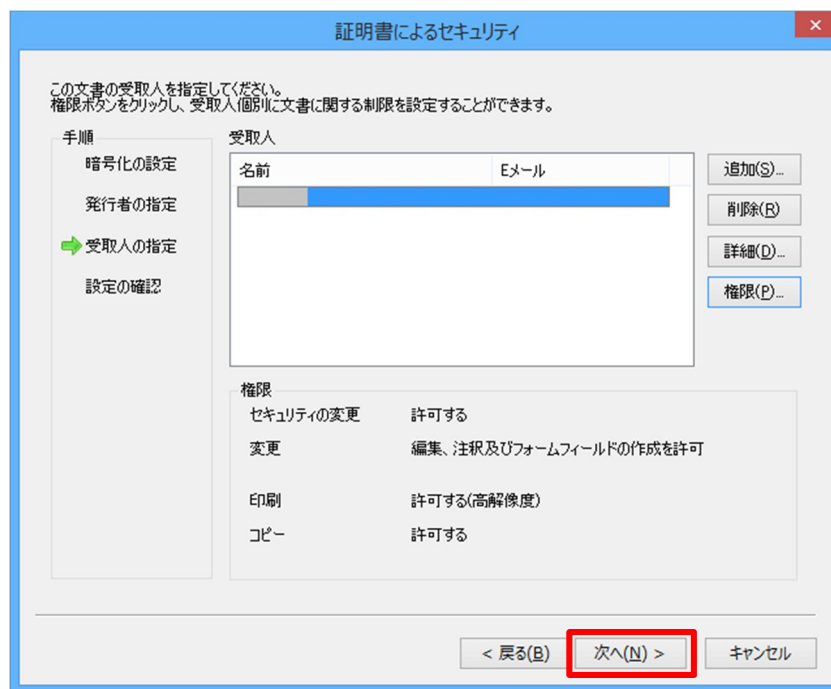 証明書によるセキュリティ
この文書の受取人を指定してください。
権限ボタンをクリックし、受取人個別に文書に関する制限を設定することができます。
手順
暗号化の設定
発行者の指定
受取人の指定
設定の確認
受取人
名前 Eメール
追加(S)...
削除(R)
詳細(D)...
権限(P)...
権限
セキュリティの変更 許可する
変更 編集、注釈及びフォームフィールドの作成を許可
印刷 許可する(高解像度)
コピー 許可する
< 戻る(B) 次へ(N) > キャンセル